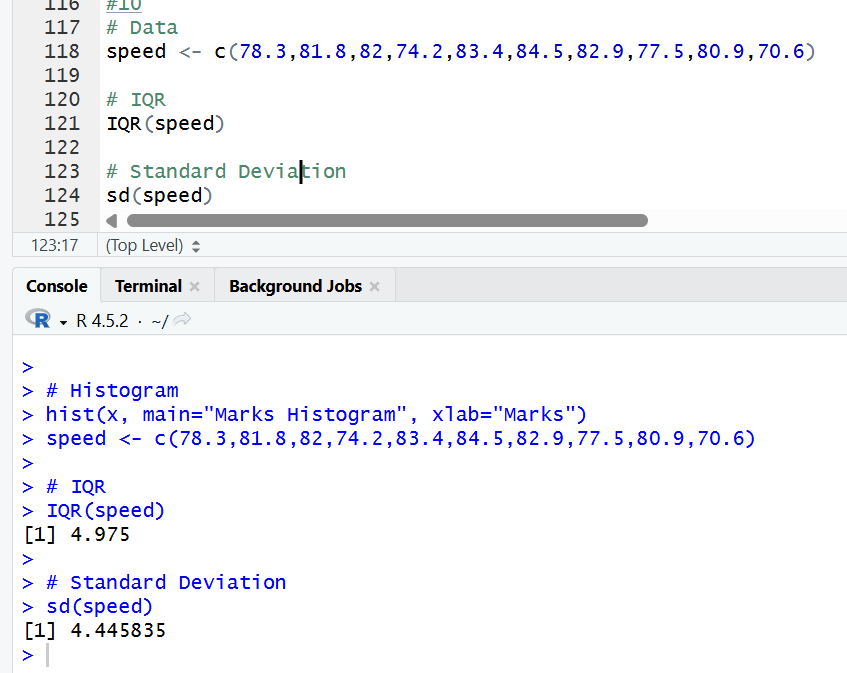 116 #10
117 # Data
118 speed <- c(78.3,81.8,82,74.2,83.4,84.5,82.9,77.5,80.9,70.6)
119
120 # IQR
121 IQR(speed)
122
123 # Standard Deviation
124 sd(speed)
125
123:17 (Top Level)
Console Terminal Background Jobs
R R 4.5.2 · ~/
>
> # Histogram
> hist(x, main="Marks Histogram", xlab="Marks")
> speed <- c(78.3,81.8,82,74.2,83.4,84.5,82.9,77.5,80.9,70.6)
>
> # IQR
> IQR(speed)
[1] 4.975
>
> # Standard Deviation
> sd(speed)
[1] 4.445835
>